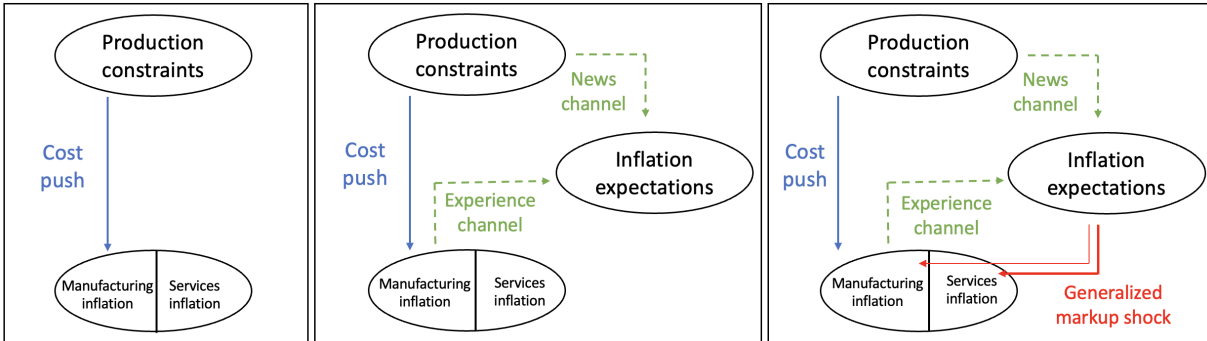 Production
constraints
Cost
push
Manufacturing
inflation
Services
inflation
Production
constraints
News
channel
Cost
push
Inflation
expectations
Experience
channel
Manufacturing
inflation
Services
inflation
Production
constraints
News
channel
Cost
push
Inflation
expectations
Experience
channel
Manufacturing
inflation
Services
inflation
Generalized
markup shock